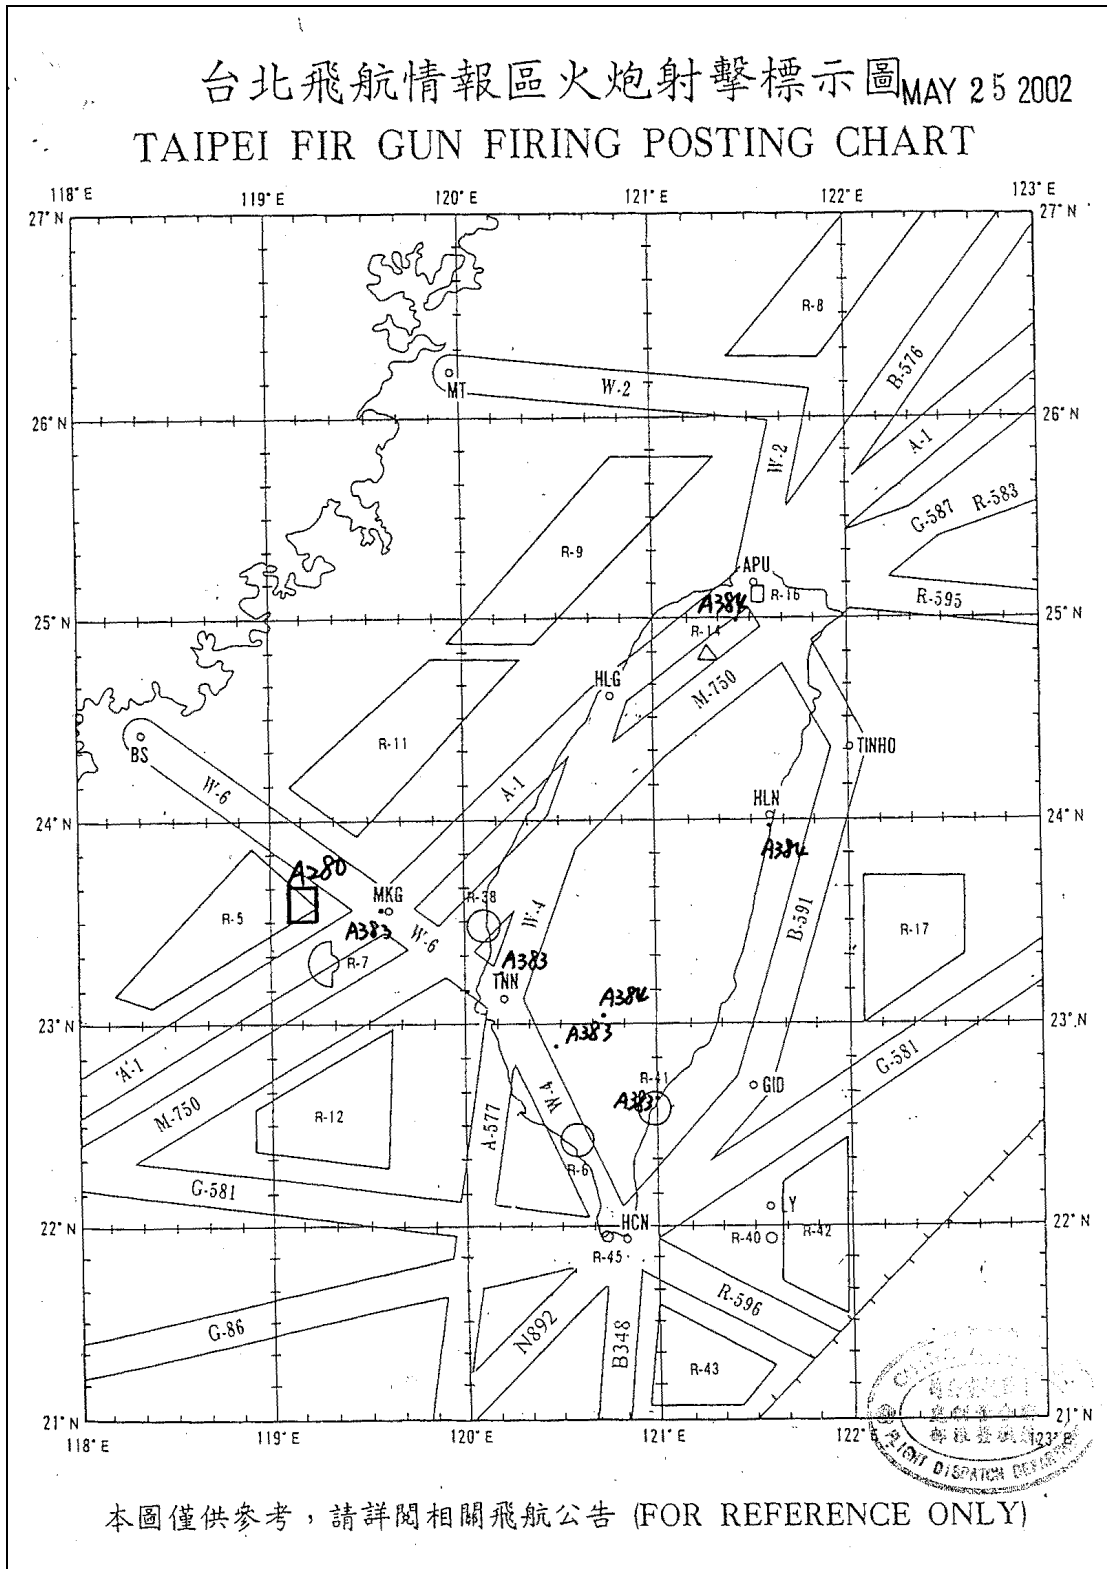 台北飛航情報區火炮射擊標示圖 MAY 25 2002
TAIPEI FIR GUN FIRING POSTING CHART
118° E
119° E
120° E
121° E
122° E
123° E
27° N
27° N
R-8
B-576
MT
W-2
26° N
26° N
A-1
W-2
G-587
R-583
R-9
APU
R-16
A384
R-595
25° N
25° N
R-14
HLG
M-750
R-11
BS
TINHO
W-6
A-1
HLN
24° N
24° N
A384
A280
MKG
R-38
R-5
A383
W-6
W-4
B-591
R-17
R-7
A383
TNN
A384
23° N
23° N
A383
G-581
A-1
R-41
GID
M-750
R-12
A-577
W-4
A383
R-6
G-581
LY
HCN
22° N
22° N
R-40
R-42
R-45
R-596
G-86
N892
B348
R-43
21° N
21° N
118° E
119° E
120° E
121° E
122° E
123° E
FLIGHT DISPATCH
本圖僅供參考，請詳閱相關飛航公告 (FOR REFERENCE ONLY)